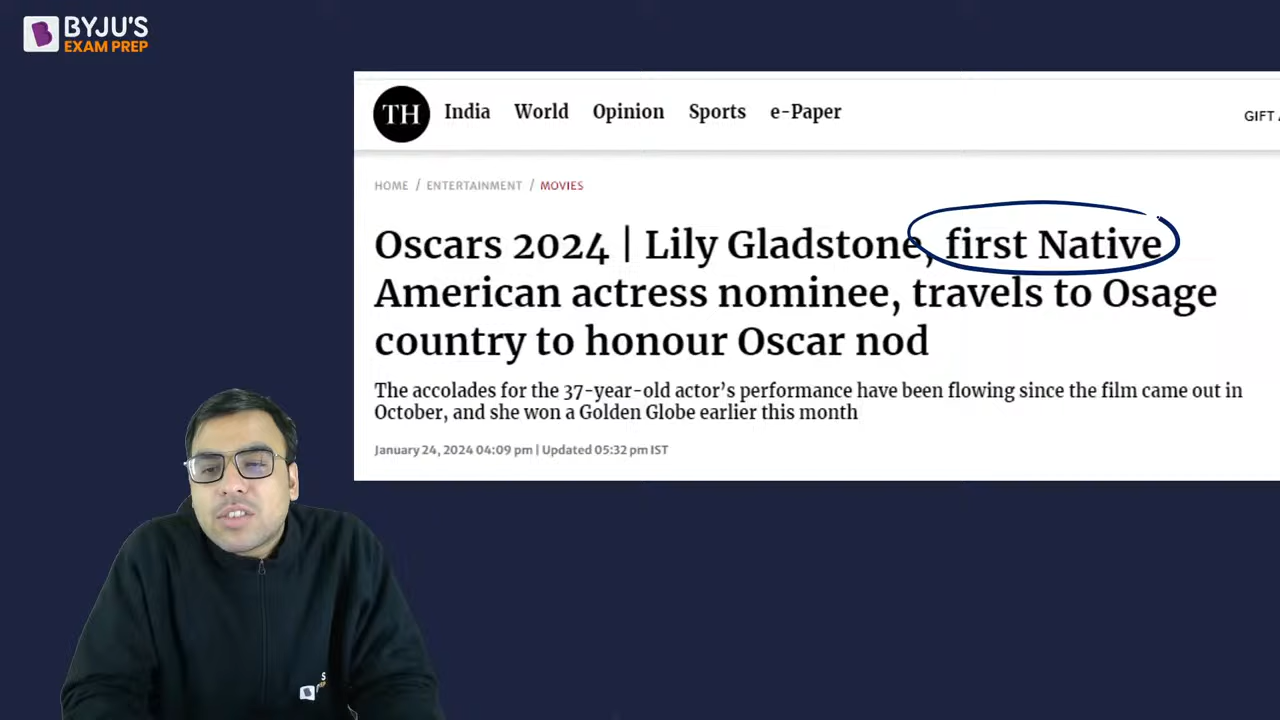 BYJU'S
EXAM PREP
TH India World Opinion Sports e-Paper
GIFT
HOME / ENTERTAINMENT / MOVIES
Oscars 2024 | Lily Gladstone, first Native
American actress nominee, travels to Osage
country to honour Oscar nod
The accolades for the 37-year-old actor's performance have been flowing since the film came out in
October, and she won a Golden Globe earlier this month
January 24, 2024 04:09 pm | Updated 05:32 pm IST